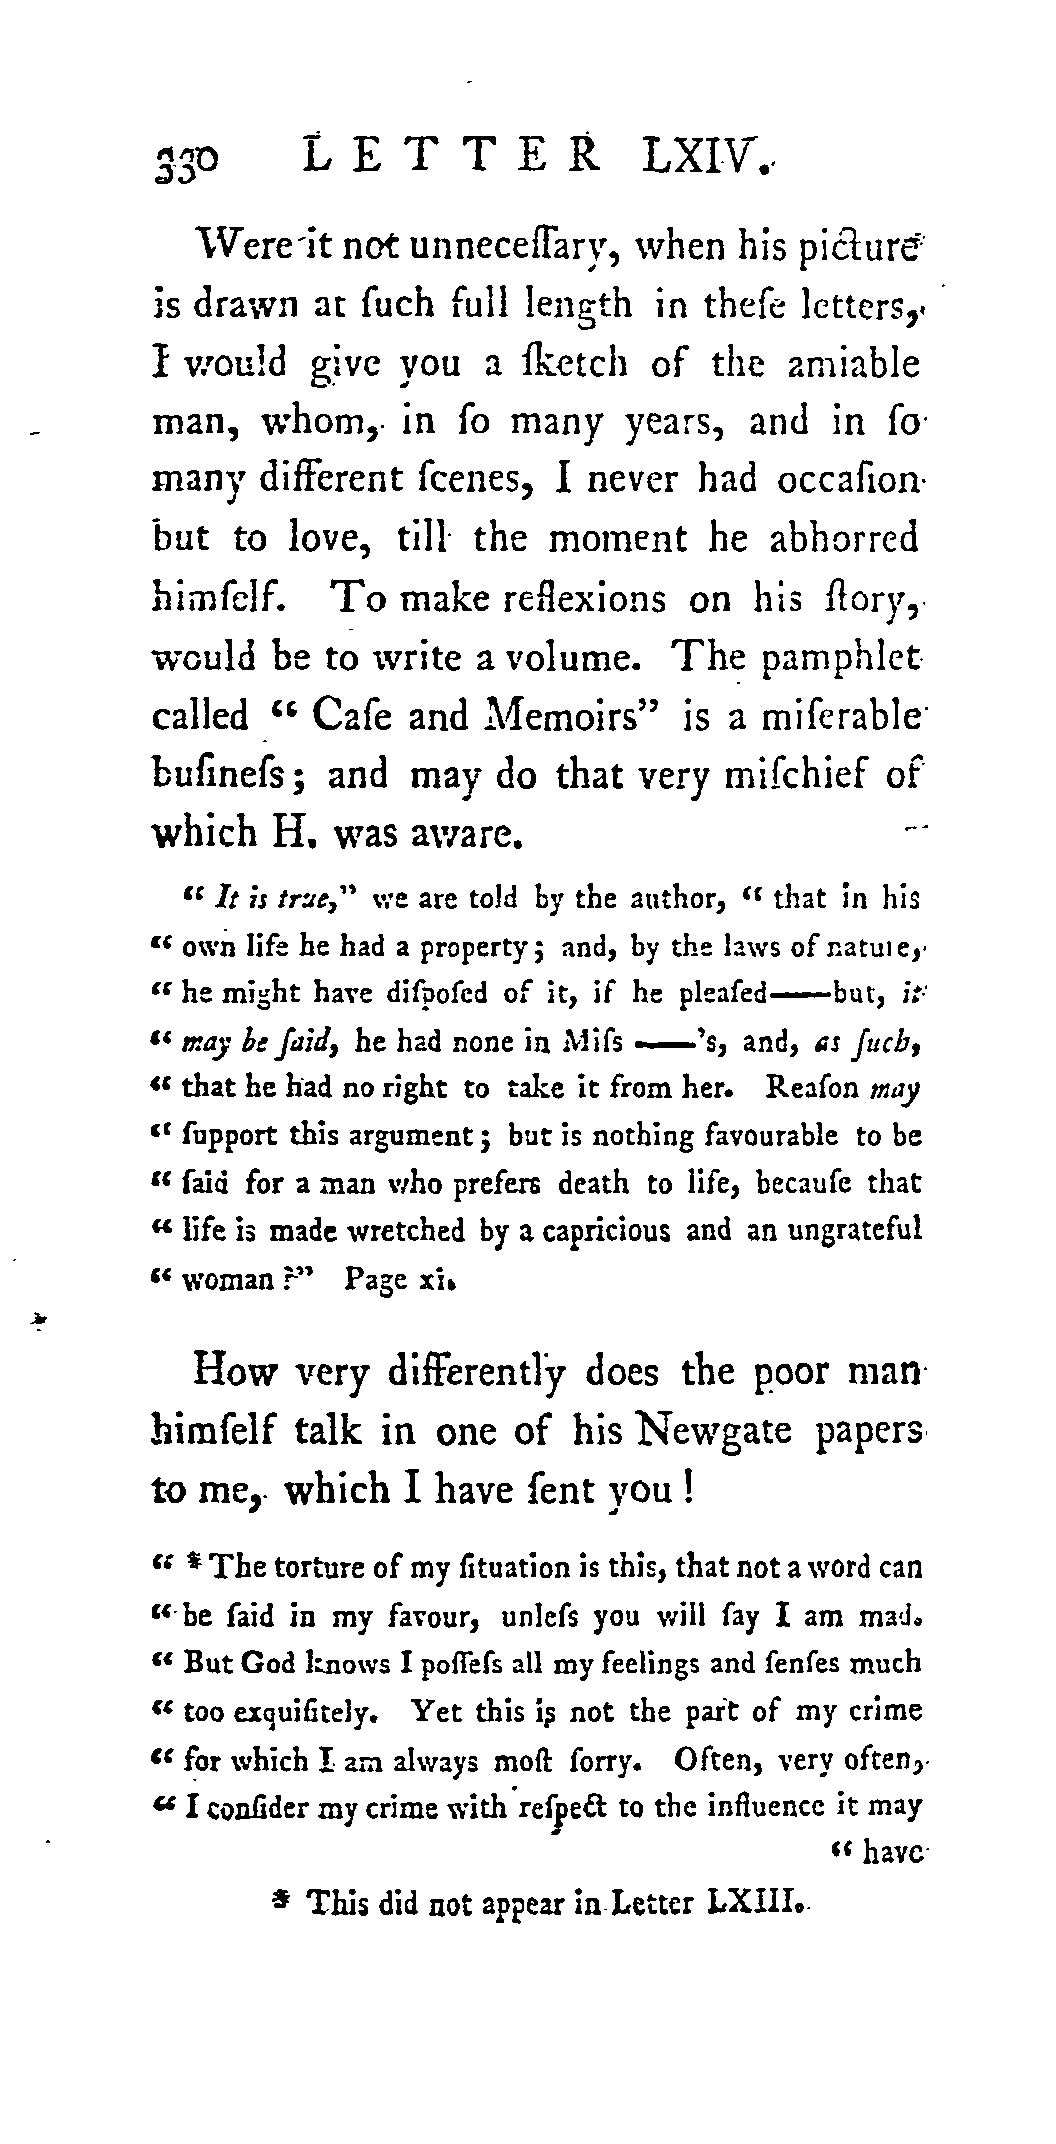 330 LETTER LXIV.
Were it not unneceſſary, when his picture
is drawn at ſuch full length in theſe letters,
I would give you a ſketch of the amiable
man, whom, in ſo many years, and in ſo
many different ſcenes, I never had occaſion
but to love, till the moment he abhorred
himſelf. To make reflexions on his ſtory,
would be to write a volume. The pamphlet
called “ Caſe and Memoirs” is a miſerable
buſineſs; and may do that very miſchief of
which H. was aware.
“ It is true,” we are told by the author, “ that in his
“ own life he had a property; and, by the laws of nature,
“ he might have diſpoſed of it, if he pleaſed——but, it
“ may be ſaid, he had none in Miſs ——’s, and, as ſuch,
“ that he had no right to take it from her. Reaſon may
“ ſupport this argument; but is nothing favourable to be
“ ſaid for a man who prefers death to life, becauſe that
“ life is made wretched by a capricious and an ungrateful
“ woman?” Page xi.
How very differently does the poor man
himſelf talk in one of his Newgate papers
to me, which I have ſent you!
“ * The torture of my ſituation is this, that not a word can
“ be ſaid in my favour, unleſs you will ſay I am mad.
“ But God knows I poſſeſs all my feelings and ſenſes much
“ too exquiſitely. Yet this is not the part of my crime
“ for which I am always moſt ſorry. Often, very often,
“ I conſider my crime with reſpect to the influence it may
“ have
* This did not appear in Letter LXIII.